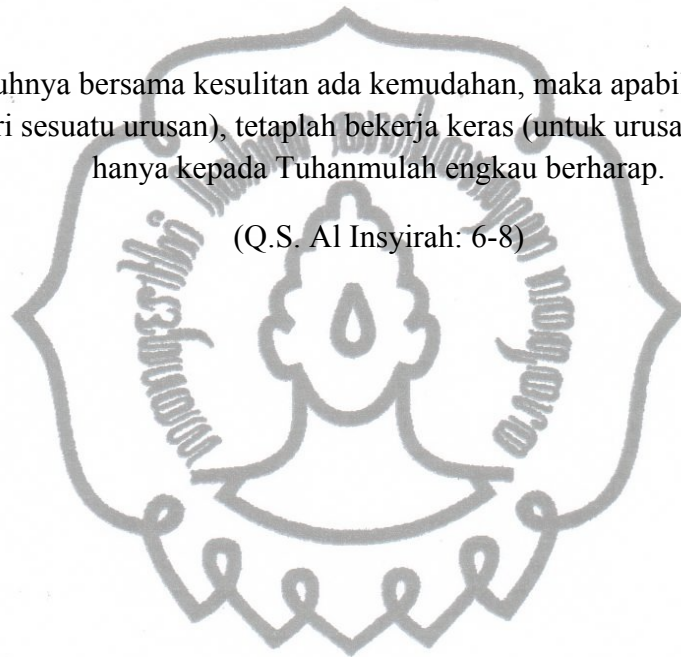 uhnya bersama kesulitan ada kemudahan, maka apabi
ri sesuatu urusan), tetaplah bekerja keras (untuk urusa
hanya kepada Tuhanmulah engkau berharap.
(Q.S. Al Insyirah: 6-8)